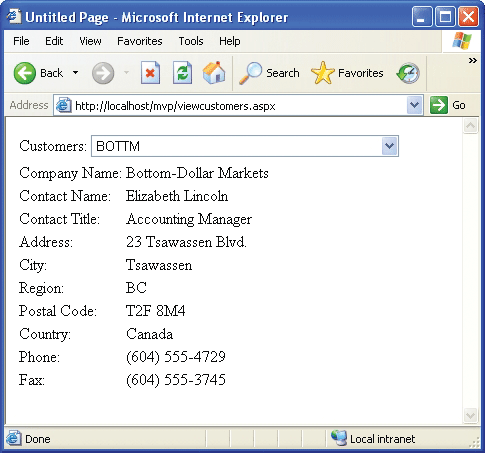 Untitled Page - Microsoft Internet Explorer
File Edit View Favorites Tools Help
Back Search Favorites »
Address http://localhost/mvp/viewcustomers.aspx Go
Customers: BOTTM
Company Name: Bottom-Dollar Markets
Contact Name: Elizabeth Lincoln
Contact Title: Accounting Manager
Address: 23 Tsawassen Blvd.
City: Tsawassen
Region: BC
Postal Code: T2F 8M4
Country: Canada
Phone: (604) 555-4729
Fax: (604) 555-3745
Done Local intranet